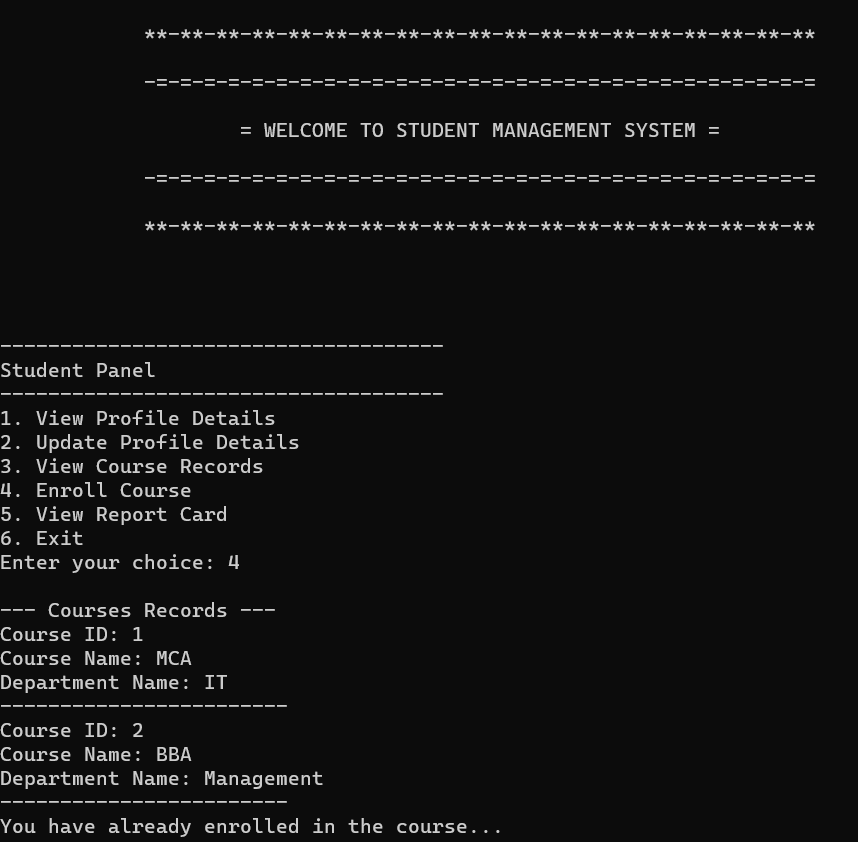 **-**-**-**-**-**-**-**-**-**-**-**-**-**-**-**-**-**-**
-=-=-=-=-=-=-=-=-=-=-=-=-=-=-=-=-=-=-=-=-=-=-=-=-=-=-=-=
= WELCOME TO STUDENT MANAGEMENT SYSTEM =
-=-=-=-=-=-=-=-=-=-=-=-=-=-=-=-=-=-=-=-=-=-=-=-=-=-=-=-=
**-**-**-**-**-**-**-**-**-**-**-**-**-**-**-**-**-**-**
-------------------------------------
Student Panel
-------------------------------------
1. View Profile Details
2. Update Profile Details
3. View Course Records
4. Enroll Course
5. View Report Card
6. Exit
Enter your choice: 4
--- Courses Records ---
Course ID: 1
Course Name: MCA
Department Name: IT
------------------------
Course ID: 2
Course Name: BBA
Department Name: Management
------------------------
You have already enrolled in the course...